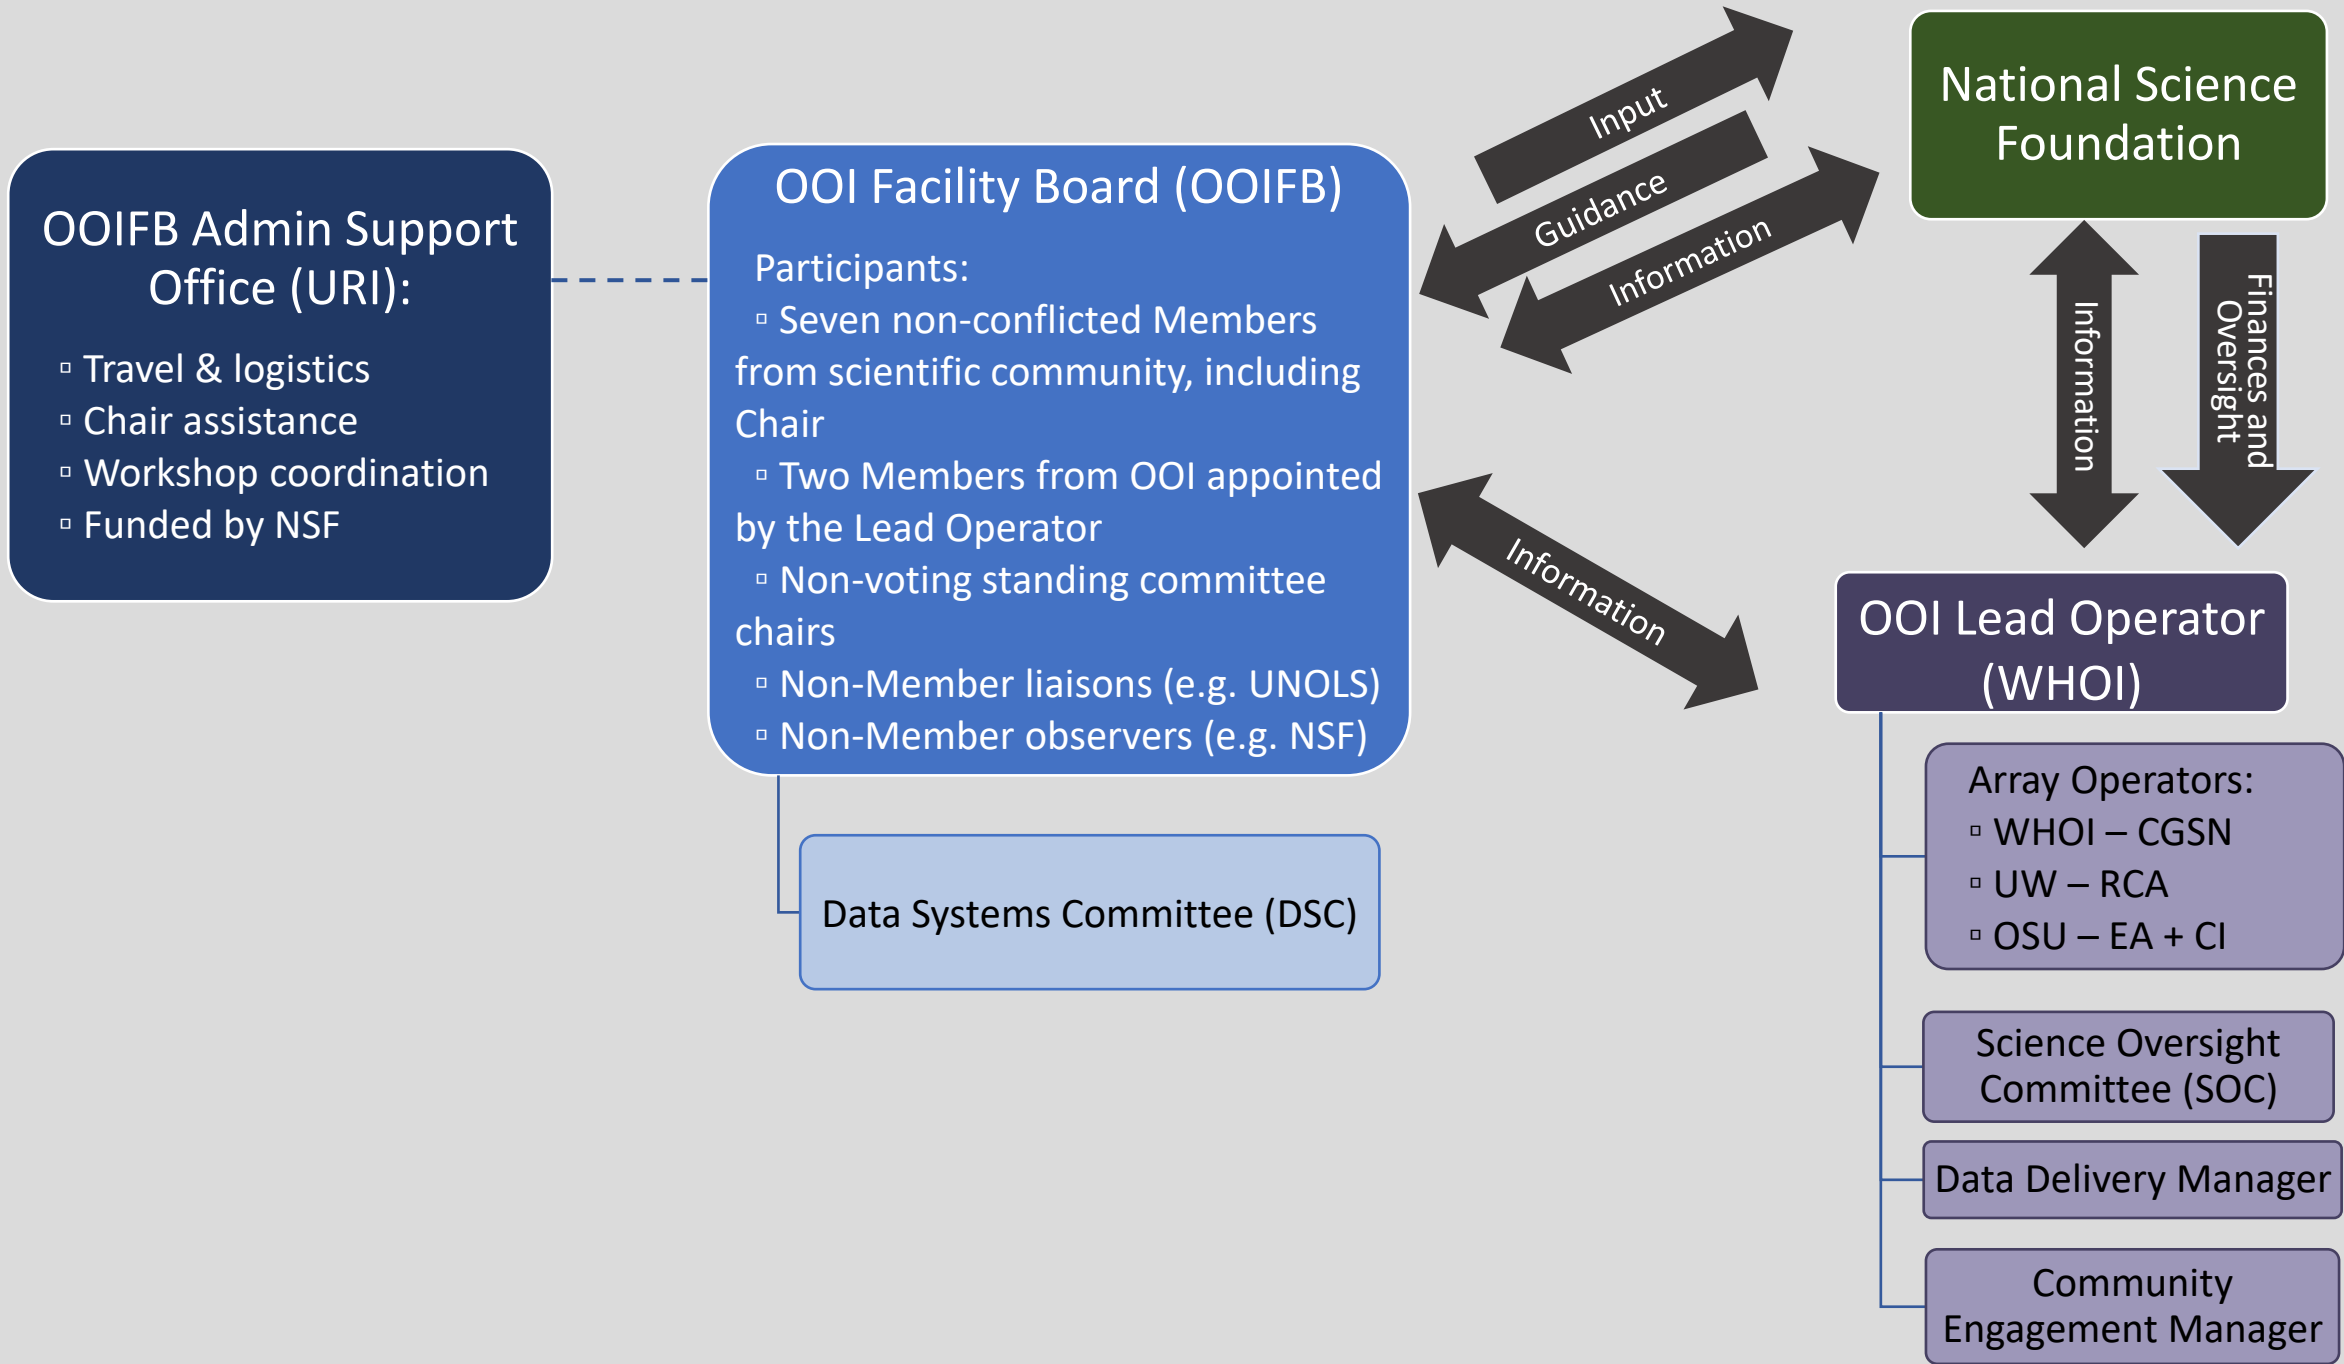 OOIFB Admin Support
Office (URI):
▫ Travel & logistics
▫ Chair assistance
▫ Workshop coordination
▫ Funded by NSF
OOI Facility Board (OOIFB)
Participants:
▫ Seven non-conflicted Members
from scientific community, including
Chair
▫ Two Members from OOI appointed
by the Lead Operator
▫ Non-voting standing committee
chairs
▫ Non-Member liaisons (e.g. UNOLS)
▫ Non-Member observers (e.g. NSF)
Data Systems Committee (DSC)
Input
Guidance
Information
Information
National Science
Foundation
Information
Finances and
Oversight
OOI Lead Operator
(WHOI)
Array Operators:
▫ WHOI – CGSN
▫ UW – RCA
▫ OSU – EA + CI
Science Oversight
Committee (SOC)
Data Delivery Manager
Community
Engagement Manager